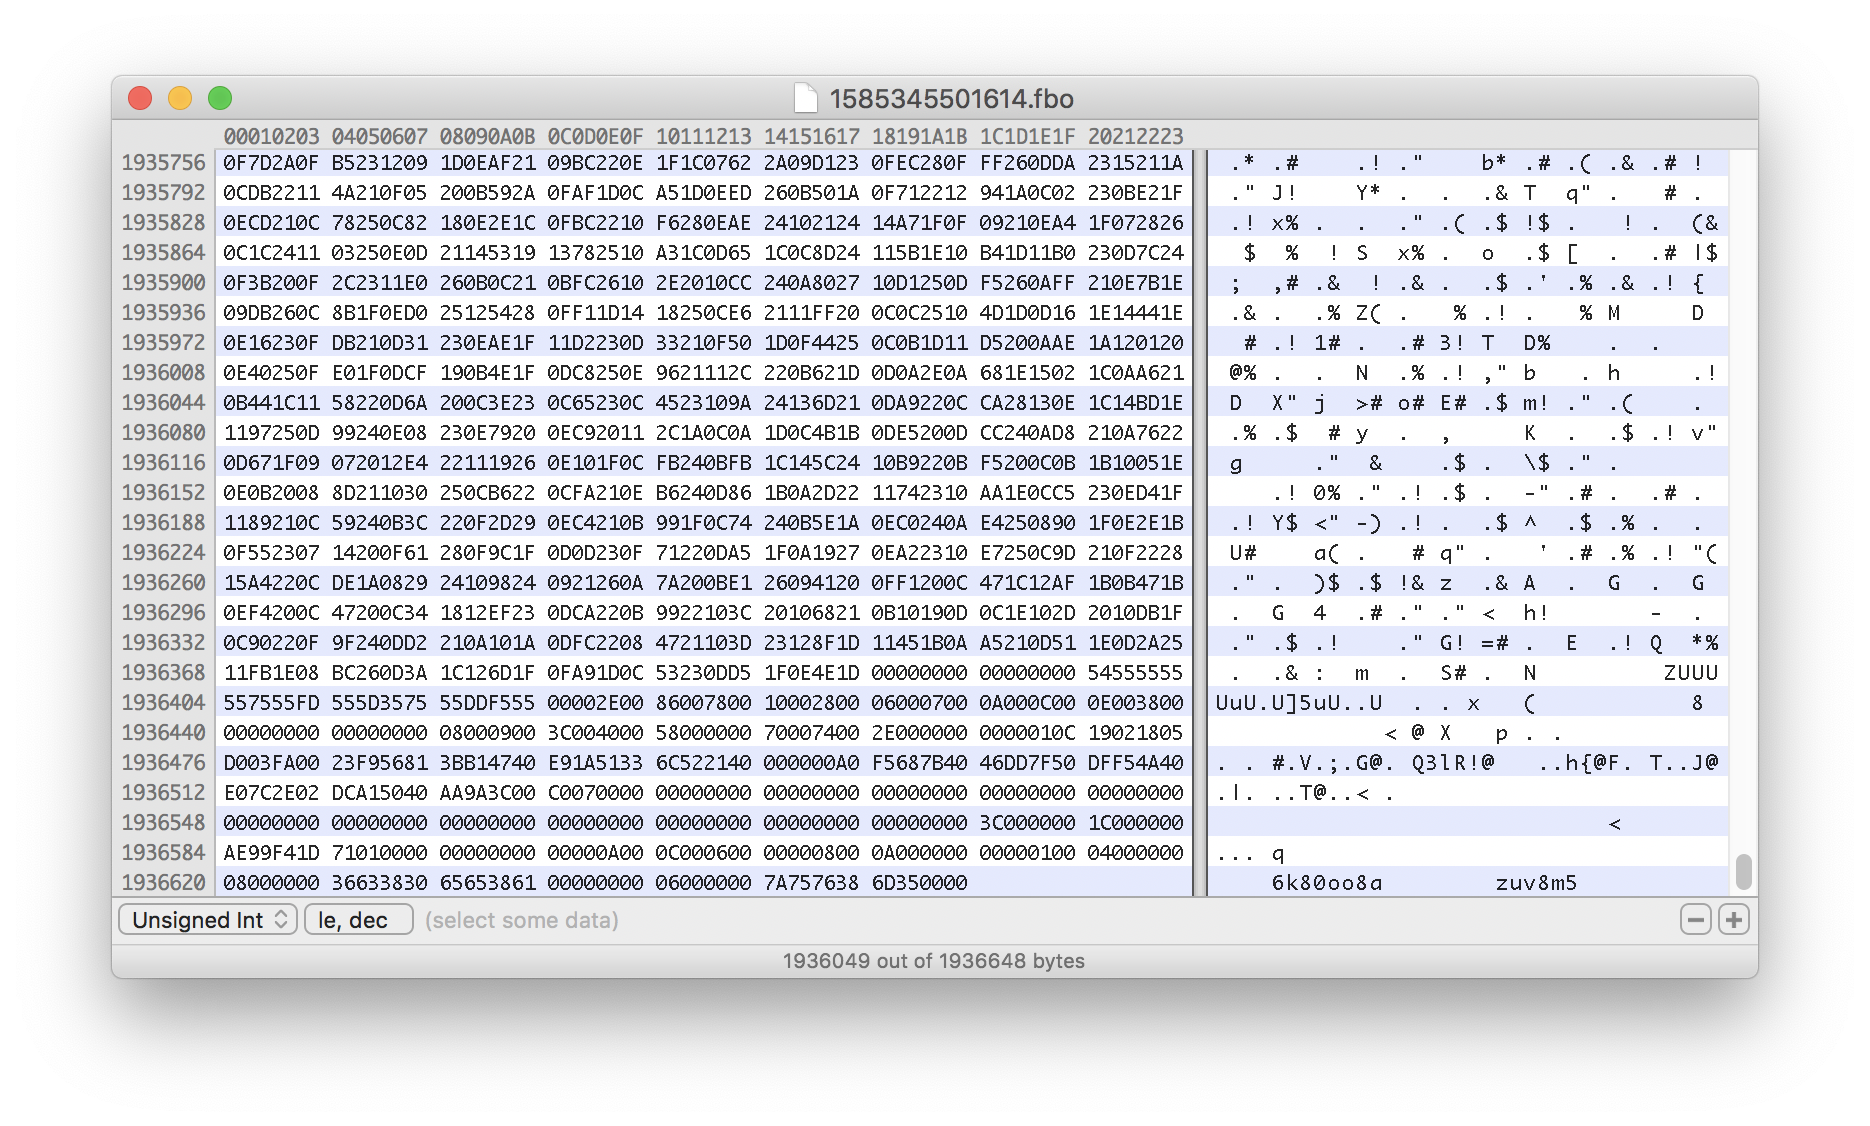 1585345501614.fbo
00010203 04050607 08090A0B 0C0D0E0F 10111213 14151617 18191A1B 1C1D1E1F 20212223
1935756 0F7D2A0F B5231209 1D0EAF21 09BC220E 1F1C0762 2A09D123 0FEC280F FF260DDA 2315211A .* .# .! ." b* .# .( .& .# !
1935792 0CDB2211 4A210F05 200B592A 0FAF1D0C A51D0EED 260B501A 0F712212 941A0C02 230BE21F ." J! Y* . . .& T q" . # .
1935828 0ECD210C 78250C82 180E2E1C 0FBC2210 F6280EAE 24102124 14A71F0F 09210EA4 1F072826 .! x% . . ." .( .$ !$ . ! . (&
1935864 0C1C2411 03250E0D 21145319 13782510 A31C0D65 1C0C8D24 115B1E10 B41D11B0 230D7C24 $ % ! S x% . o .$ [ . .# |$
1935900 0F3B200F 2C2311E0 260B0C21 0BFC2610 2E2010CC 240A8027 10D1250D F5260AFF 210E7B1E ; ,# .& ! .& . .$ .' .% .& .! {
1935936 09DB260C 8B1F0ED0 25125428 0FF11D14 18250CE6 2111FF20 0C0C2510 4D1D0D16 1E14441E .& . .% Z( . % .! . % M D
1935972 0E16230F DB210D31 230EAE1F 11D2230D 33210F50 1D0F4425 0C0B1D11 D5200AAE 1A120120 # .! 1# . .# 3! T D% . .
1936008 0E40250F E01F0DCF 190B4E1F 0DC8250E 9621112C 220B621D 0D0A2E0A 681E1502 1C0AA621 @% . . N .% .! ," b . h .!
1936044 0B441C11 58220D6A 200C3E23 0C65230C 4523109A 24136D21 0DA9220C CA28130E 1C14BD1E D X" j ># o# E# .$ m! ." .( .
1936080 1197250D 99240E08 230E7920 0EC92011 2C1A0C0A 1D0C4B1B 0DE5200D CC240AD8 210A7622 .% .$ # y . , K . .$ .! v"
1936116 0D671F09 072012E4 22111926 0E101F0C FB240BFB 1C145C24 10B9220B F5200C0B 1B10051E g ." & .$ . \$ ." .
1936152 0E0B2008 8D211030 250CB622 0CFA210E B6240D86 1B0A2D22 11742310 AA1E0CC5 230ED41F .! 0% ." .! .$ . -" .# . .# .
1936188 1189210C 59240B3C 220F2D29 0EC4210B 991F0C74 240B5E1A 0EC0240A E4250890 1F0E2E1B .! Y$ <" -) .! . .$ ^ .$ .% . .
1936224 0F552307 14200F61 280F9C1F 0D0D230F 71220DA5 1F0A1927 0EA22310 E7250C9D 210F2228 U# a( . # q" . ' .# .% .! "(
1936260 15A4220C DE1A0829 24109824 0921260A 7A200BE1 26094120 0FF1200C 471C12AF 1B0B471B ." . )$ .$ !& z .& A . G . G
1936296 0EF4200C 47200C34 1812EF23 0DCA220B 9922103C 20106821 0B10190D 0C1E102D 2010DB1F . G 4 .# ." ." < h! - .
1936332 0C90220F 9F240DD2 210A101A 0DFC2208 4721103D 23128F1D 11451B0A A5210D51 1E0D2A25 ." .$ .! ." G! =# . E .! Q *%
1936368 11FB1E08 BC260D3A 1C126D1F 0FA91D0C 53230DD5 1F0E4E1D 00000000 00000000 54555555 . .& : m . S# . N ZUUU
1936404 557555FD 555D3575 55DDF555 00002E00 86007800 10002800 06000700 0A000C00 0E003800 UuU.U]5uU..U . . x ( 8
1936440 00000000 00000000 08000900 3C004000 58000000 70007400 2E000000 0000010C 19021805 < @ X p . .
1936476 D003FA00 23F95681 3BB14740 E91A5133 6C522140 000000A0 F5687B40 46DD7F50 DFF54A40 . . #.V.;.G@. Q3lR!@ ..h{@F. T..J@
1936512 E07C2E02 DCA15040 AA9A3C00 C0070000 00000000 00000000 00000000 00000000 00000000 .|. ..T@..< .
1936548 00000000 00000000 00000000 00000000 00000000 00000000 00000000 3C000000 1C000000 <
1936584 AE99F41D 71010000 00000000 0000A000 0C000600 00000800 0A000000 00000100 04000000 ... q
1936620 08000000 36633830 65653861 00000000 06000000 7A757638 6D350000 6k80oo8a zuv8m5
Unsigned Int le, dec (select some data)
1936049 out of 1936648 bytes